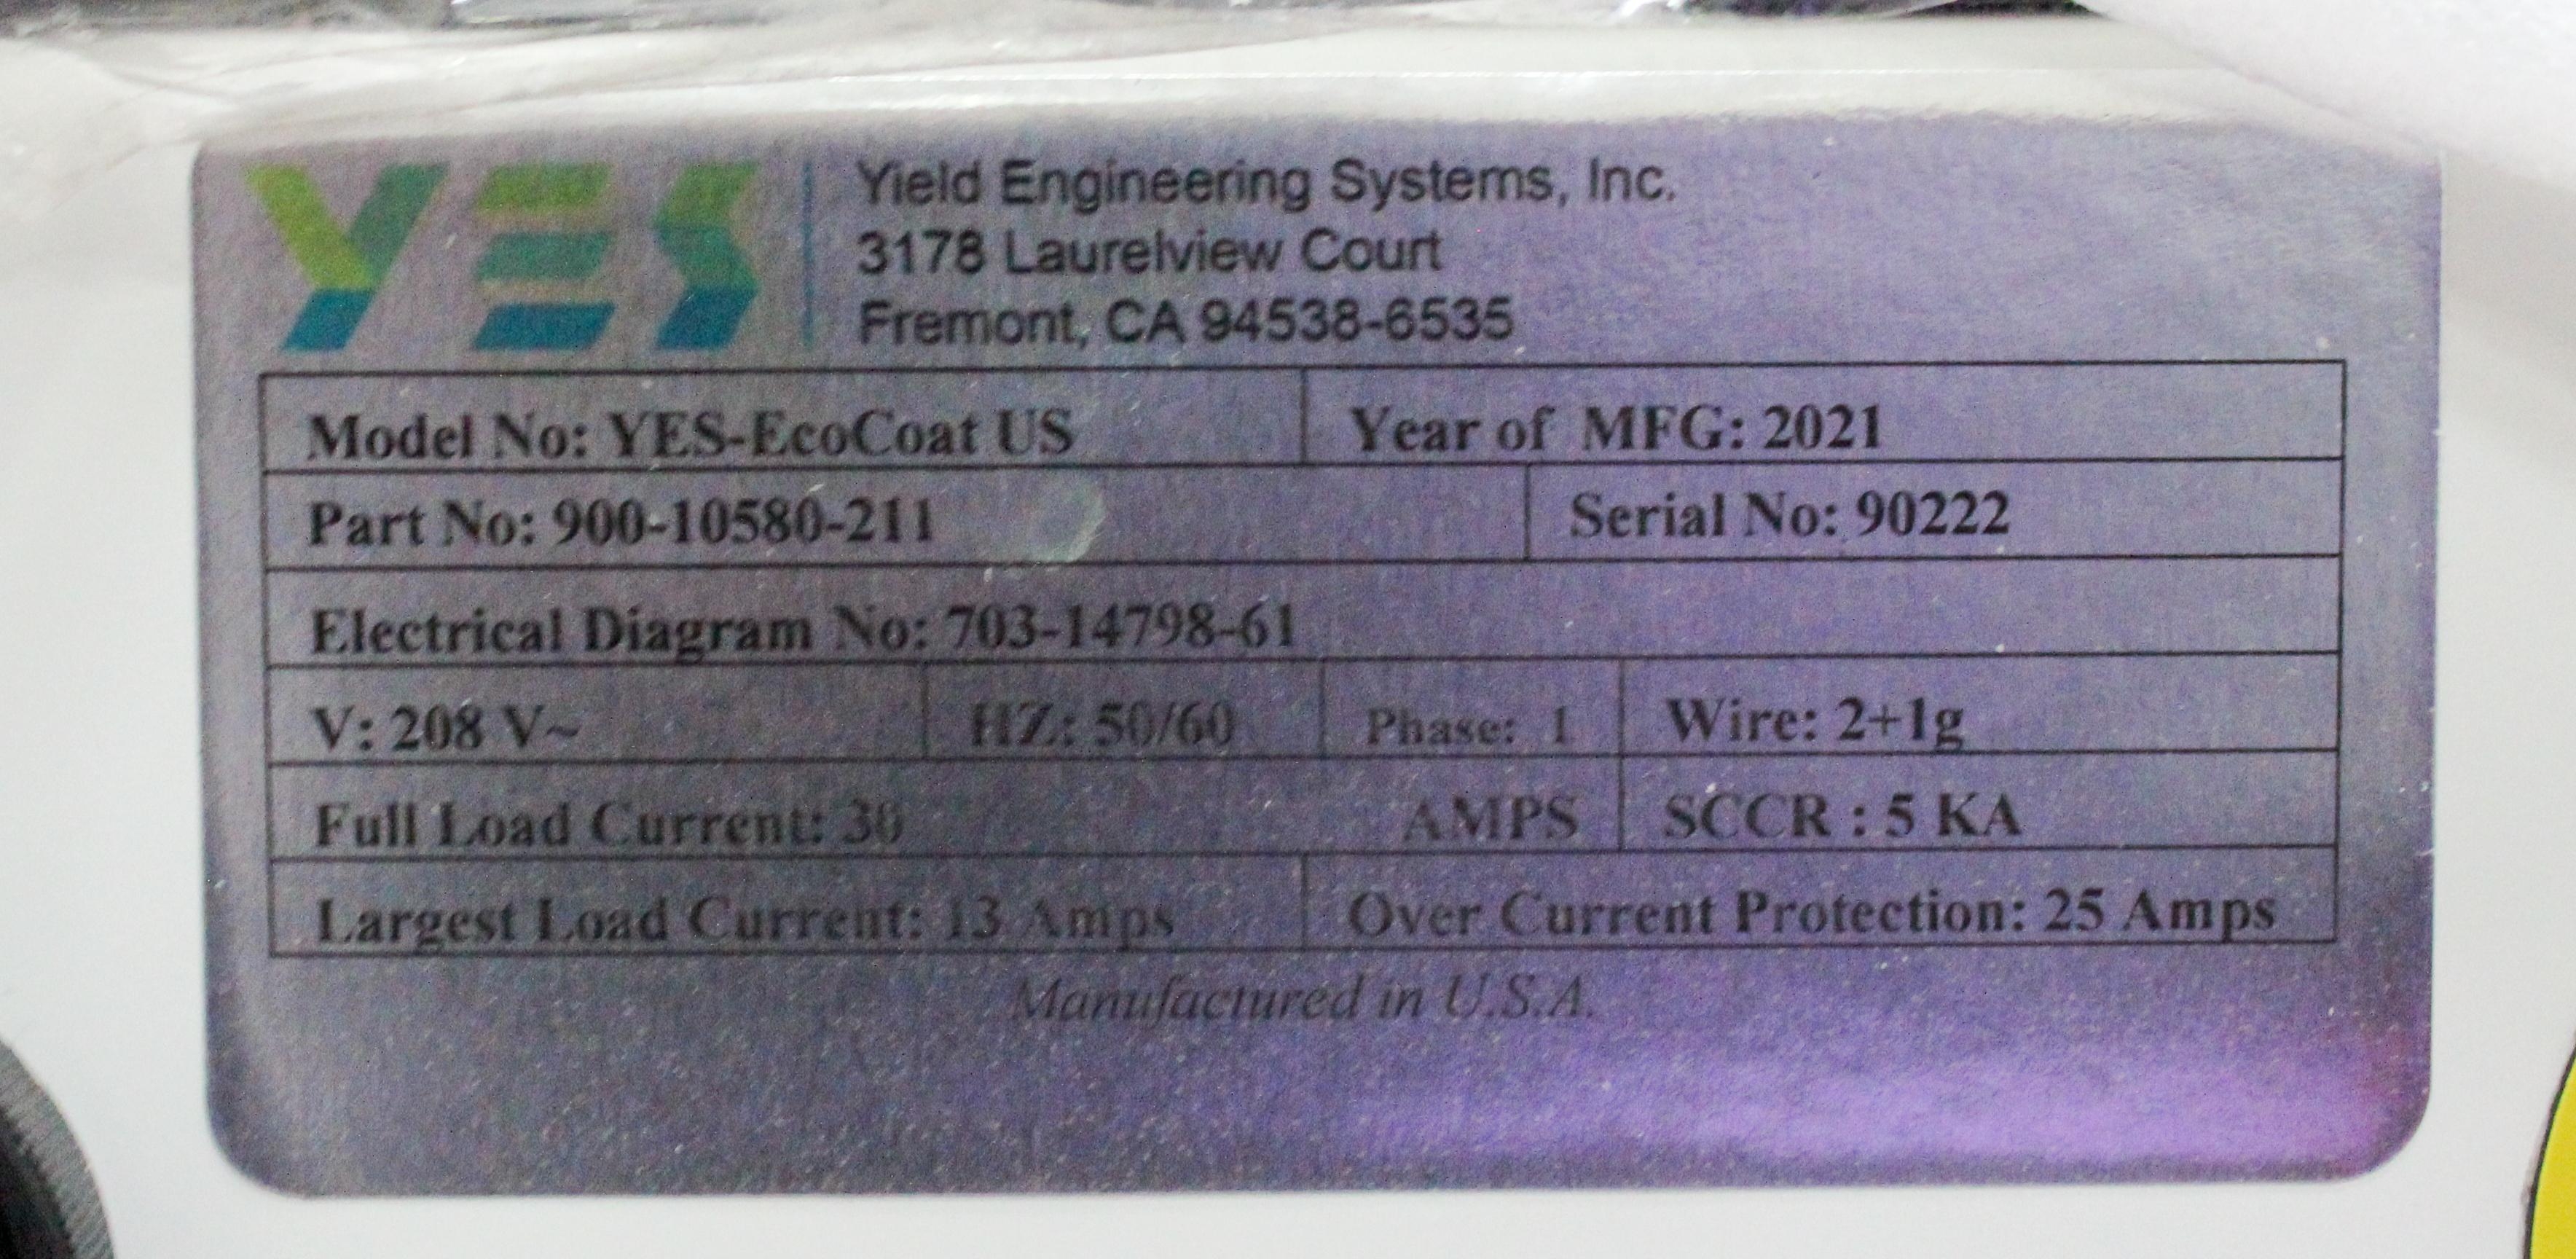 YES
Yield Engineering Systems, Inc.
3178 Laurelview Court
Fremont, CA 94538-6535
Model No: YES-EcoCoat US Year of MFG: 2021
Part No: 900-10580-211 Serial No: 90222
Electrical Diagram No: 703-14798-61
V: 208 V~ HZ: 50/60 Phase: 1 Wire: 2+1g
Full Load Current: AMPS SCCR : 5 KA
Largest Load Current: 13 Amps Over Current Protection: 25 Amps
Manufactured in U.S.A.